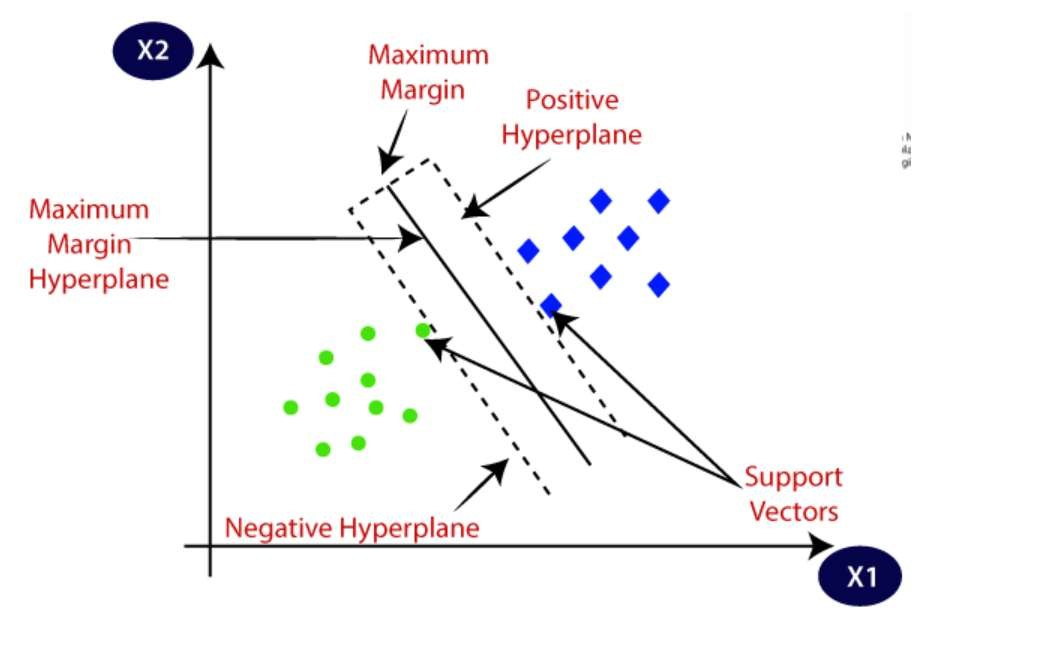 X2
Maximum
Margin
Positive
Hyperplane
Maximum
Margin
Hyperplane
Support
Vectors
Negative Hyperplane
X1